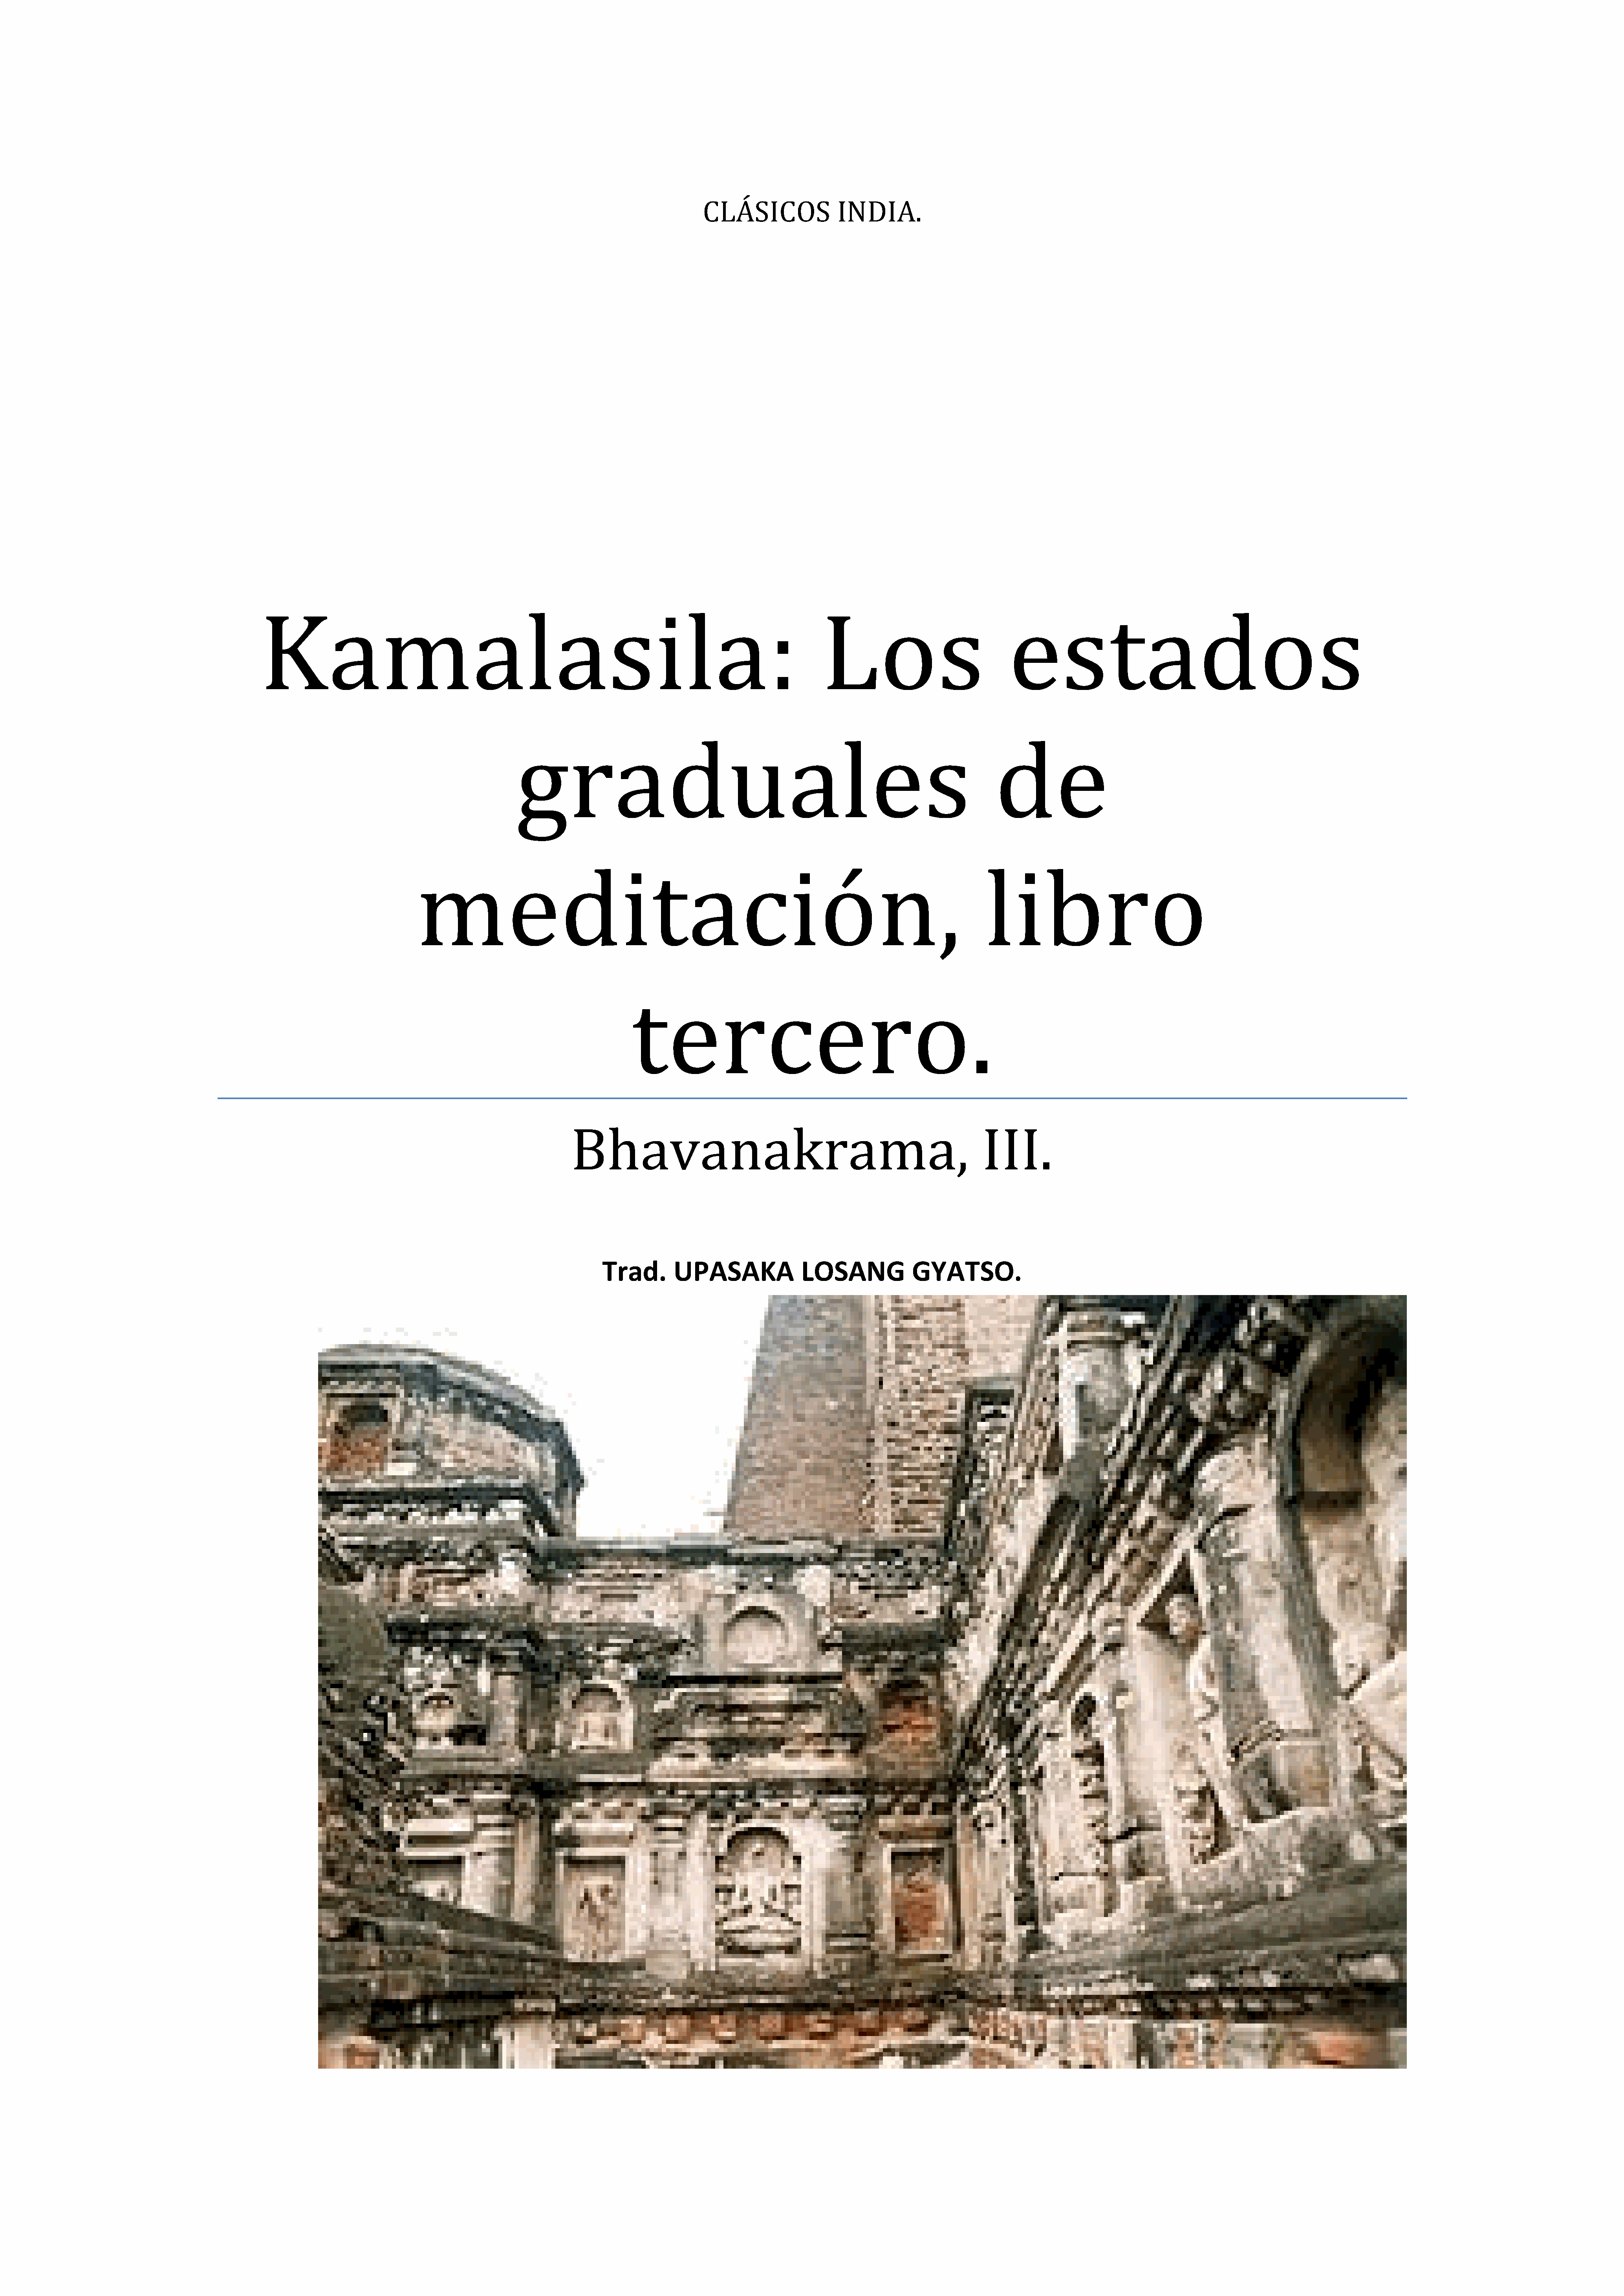 CLÁSICOS INDIA.
Kamalasila: Los estados
graduales de
meditación, libro
tercero.
Bhavanakrama, III.
Trad. UPASAKA LOSANG GYATSO.